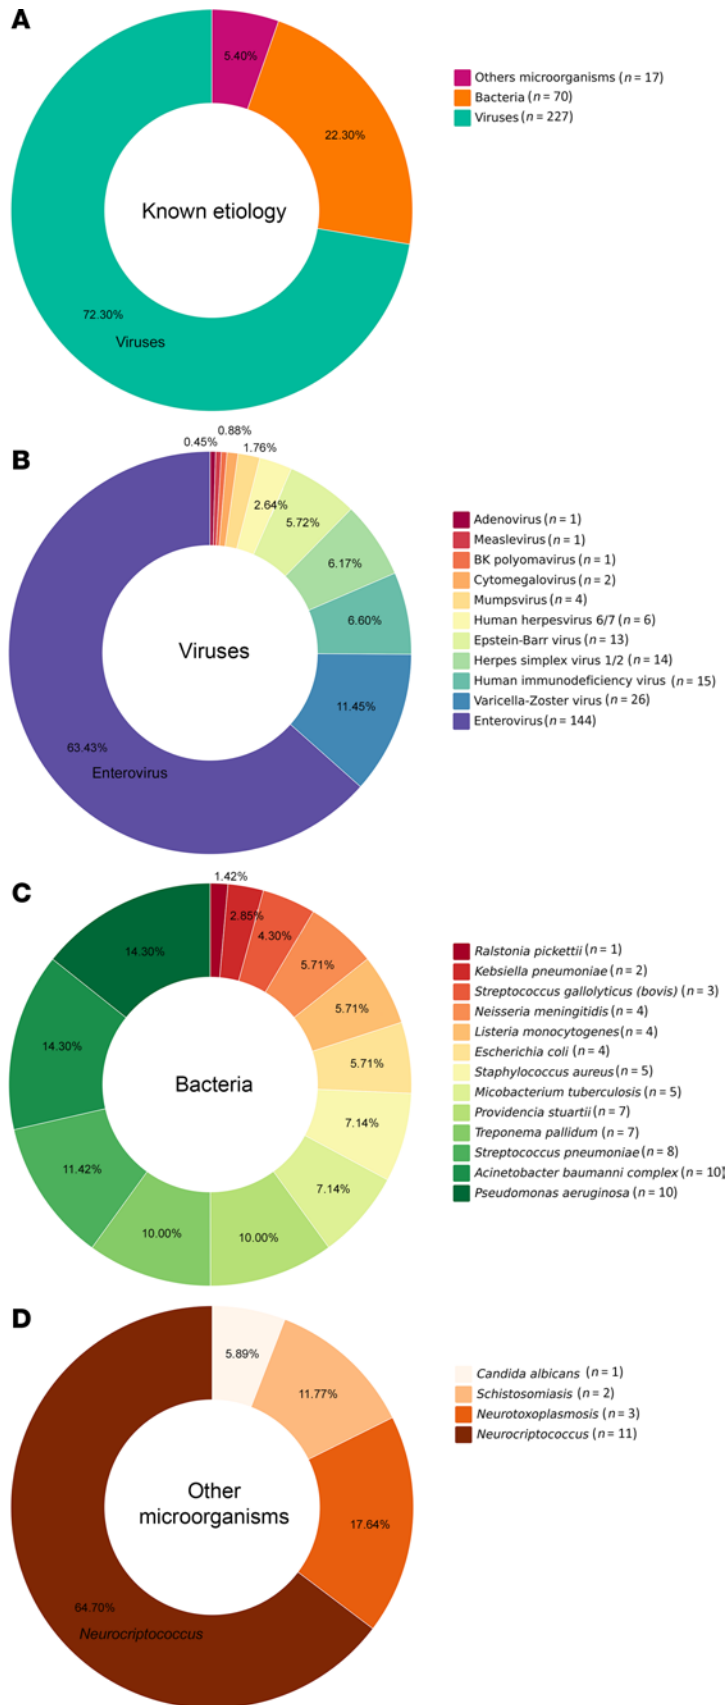 A
5.40%
22.30%
Known etiology
72.30%
Viruses
Others microorganisms (n = 17)
Bacteria (n = 70)
Viruses (n = 227)
B
0.88%
0.45%
1.76%
2.64%
5.72%
6.17%
6.60%
Viruses
11.45%
63.43%
Enterovirus
Adenovirus (n = 1)
Measlevirus (n = 1)
BK polyomavirus (n = 1)
Cytomegalovirus (n = 2)
Mumpsvirus (n = 4)
Human herpesvirus 6/7 (n = 6)
Epstein-Barr virus (n = 13)
Herpes simplex virus 1/2 (n = 14)
Human immunodeficiency virus (n = 15)
Varicella-Zoster virus (n = 26)
Enterovirus (n = 144)
C
1.42%
2.85%
4.30%
14.30%
5.71%
5.71%
14.30%
5.71%
Bacteria
7.14%
11.42%
7.14%
10.00%
10.00%
Ralstonia pickettii (n = 1)
Kebsiella pneumoniae (n = 2)
Streptococcus gallolyticus (bovis) (n = 3)
Neisseria meningitidis (n = 4)
Listeria monocytogenes (n = 4)
Escherichia coli (n = 4)
Staphylococcus aureus (n = 5)
Micobacterium tuberculosis (n = 5)
Providencia stuartii (n = 7)
Treponema pallidum (n = 7)
Streptococcus pneumoniae (n = 8)
Acinetobacter baumanni complex (n = 10)
Pseudomonas aeruginosa (n = 10)
D
5.89%
11.77%
Other
microorganisms
17.64%
64.70%
Neurocriptococcus
Candida albicans (n = 1)
Schistosomiasis (n = 2)
Neurotoxoplasmosis (n = 3)
Neurocriptococcus (n = 11)